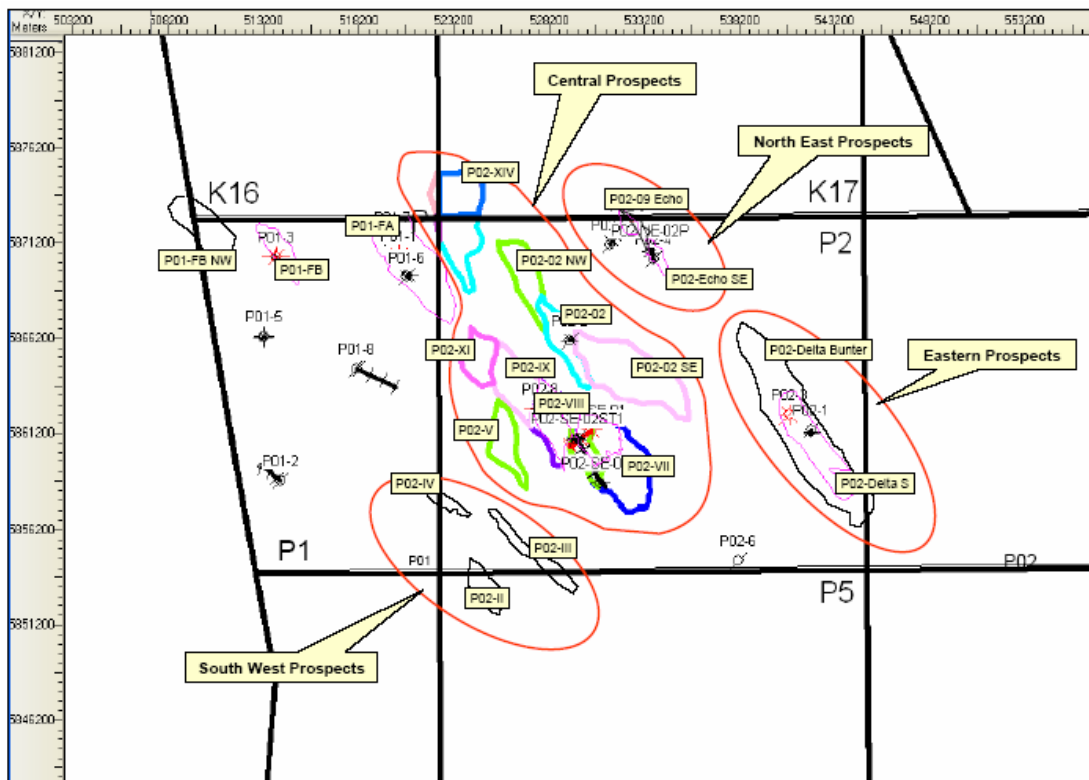 X/Y:
Meters
503200 508200 513200 518200 523200 528200 533200 538200 543200 548200 553200
5881200
5876200
5871200
5866200
5861200
5856200
5851200
5846200
Central Prospects
North East Prospects
K16
K17
P02-XIV
P02-09 Echo
P01-FA
P2
P01-3
P01-6
P01-FB NW
P01-FB
P02-02 NW
P02-Echo SE
P01-5
P02-02
P02-XI
P02-Delta Bunter
Eastern Prospects
P01-8
P02-IX
P02-02 SE
P02-VIII
P02-3
P02-1
P02-V
P01-2
P02-VII
P02-IV
P02-Delta S
P02-III
P1
P01
P02-6
P02
P02-II
P5
South West Prospects